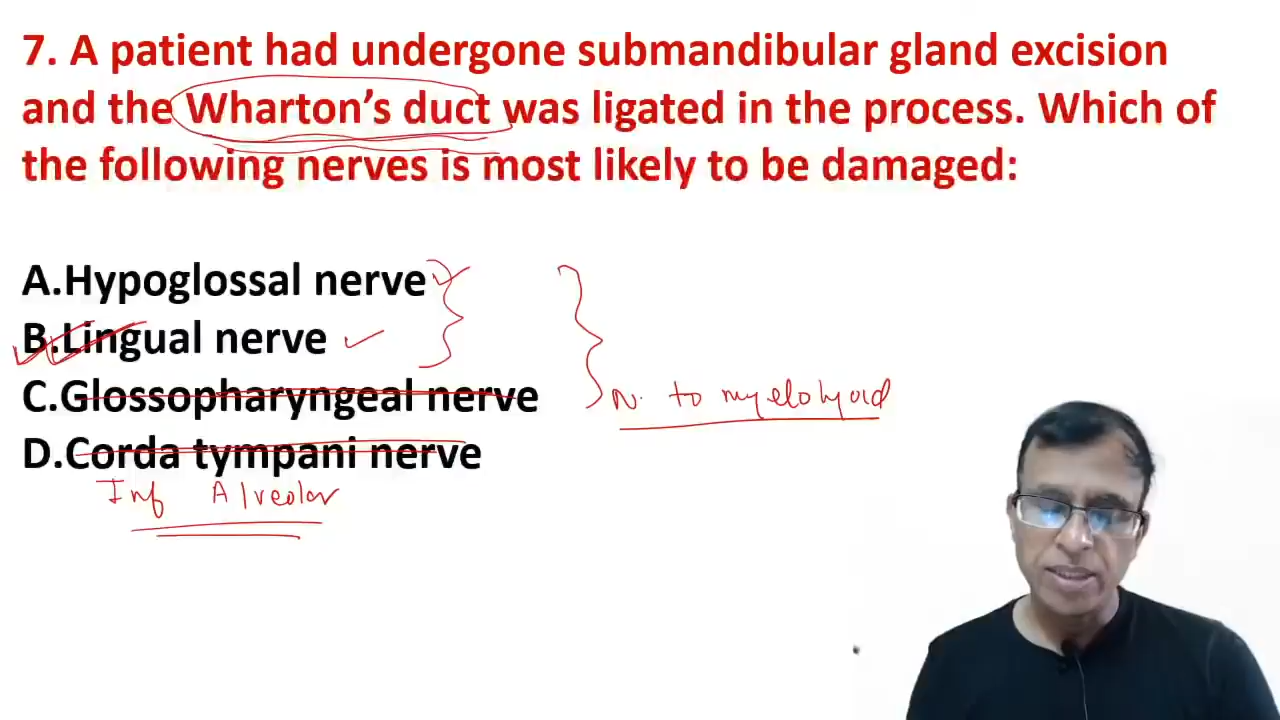 7. A patient had undergone submandibular gland excision
and the Wharton’s duct was ligated in the process. Which of
the following nerves is most likely to be damaged:
A.Hypoglossal nerve
B.Lingual nerve
C.Glossopharyngeal nerve
N. to myelohyoid
D.Corda tympani nerve
Inf Alveolar